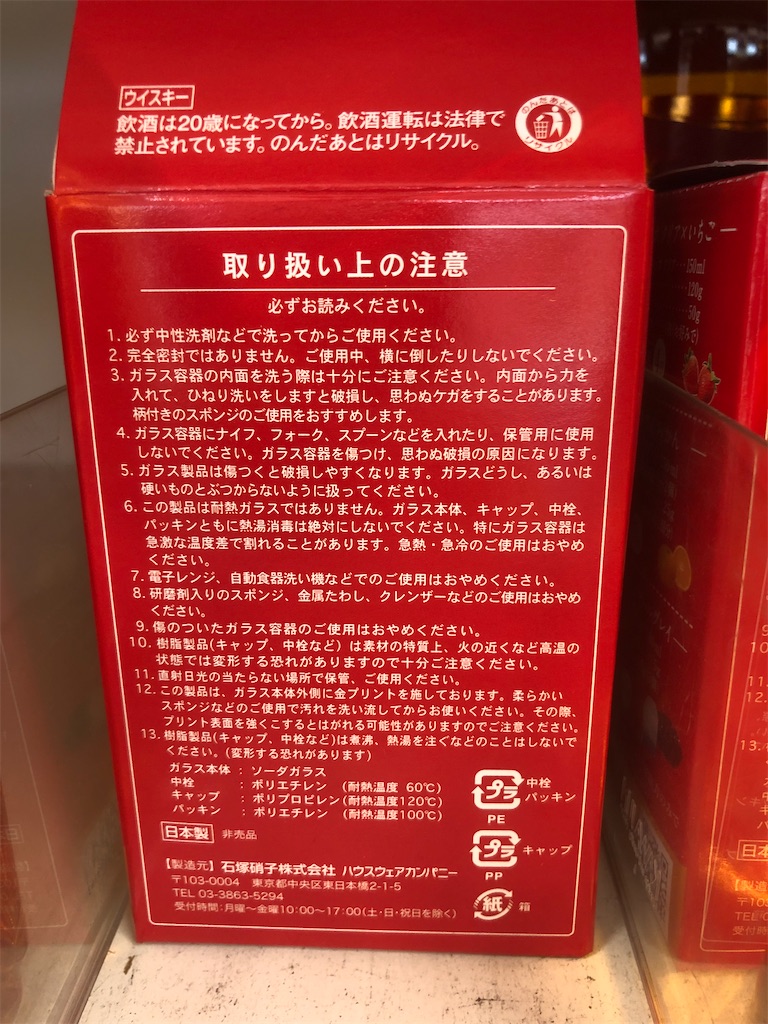 ウイスキー
飲酒は20歳になってから。飲酒運転は法律で
禁止されています。のんだあとはリサイクル。
のんだあとは
リサイクル
取り扱い上の注意
必ずお読みください。
1. 必ず中性洗剤などで洗ってからご使用ください。
2. 完全密封ではありません。ご使用中、横に倒したりしないでください。
3. ガラス容器の内面を洗う際は十分にご注意ください。内面から力を
入れて、ひねり洗いをしますと破損し、思わぬケガをすることがあります。
柄付きのスポンジのご使用をおすすめします。
4. ガラス容器にナイフ、フォーク、スプーンなどを入れたり、保管用に使用
しないでください。ガラス容器を傷つけ、思わぬ破損の原因になります。
5. ガラス製品は傷つくと破損しやすくなります。ガラスどうし、あるいは
硬いものとぶつからないように扱ってください。
6. この製品は耐熱ガラスではありません。ガラス本体、キャップ、中栓、
パッキンともに熱湯消毒は絶対にしないでください。特にガラス容器は
急激な温度差で割れることがあります。急熱・急冷のご使用はおやめ
ください。
7. 電子レンジ、自動食器洗い機などでのご使用はおやめください。
8. 研磨剤入りのスポンジ、金属たわし、クレンザーなどのご使用はおやめ
ください。
9. 傷のついたガラス容器のご使用はおやめください。
10. 樹脂製品(キャップ、中栓など)は素材の特質上、火の近くなど高温の
状態では変形する恐れがありますので十分ご注意ください。
11. 直射日光の当たらない場所で保管、ご使用ください。
12. この製品は、ガラス本体外側に金プリントを施しております。柔らかい
スポンジなどのご使用で汚れを洗い流してからお使いください。その際、
プリント表面を強くこするとはがれる可能性がありますのでご注意ください。
13. 樹脂製品(キャップ、中栓など)は煮沸、熱湯を注ぐなどのことはしないで
ください。(変形する恐れがあります)
ガラス本体 : ソーダガラス
中栓 : ポリエチレン (耐熱温度 60℃)
キャップ : ポリプロピレン(耐熱温度120℃)
パッキン : ポリエチレン (耐熱温度100℃)
プラ 中栓
パッキン
PE
プラ キャップ
PP
紙 箱
日本製 非売品
【製造元】石塚硝子株式会社 ハウスウェアカンパニー
〒103-0004 東京都中央区東日本橋2-1-5
TEL 03-3863-5294
受付時間:月曜〜金曜10:00〜17:00(土・日・祝日を除く)
いちご
150ml
120g
50g
9
10
11
12
13
日本
【製造
〒103
TEL 0
受付時